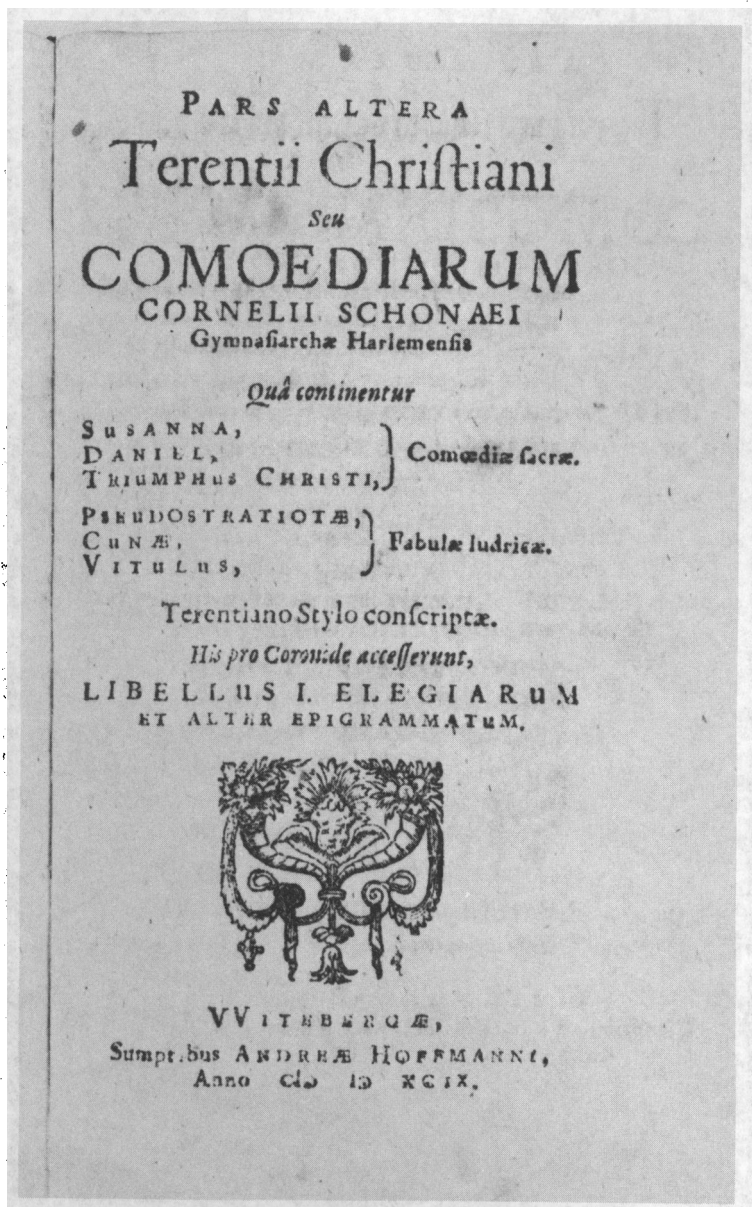 PARS ALTERA
Terentii Chriſtiani
Seu
COMOEDIARUM
CORNELII SCHONAEI
Gymnaſiarchæ Harlemenſis
Quâ continentur
SUSANNA,
DANIEL,
TRIUMPHUS CHRISTI,
Comœdiæ ſacræ.
PSEUDOSTRATIOTÆ,
CUNÆ,
VITULUS,
Fabulæ ludricæ.
Terentiano Stylo conſcriptæ.
His pro Coronide acceſſerunt,
LIBELLUS I. ELEGIARUM
ET ALTER EPIGRAMMATUM.
VVITEBERGÆ,
Sumptibus ANDREÆ HOFFMANNI,
Anno CIↃ IↃ XCIX.